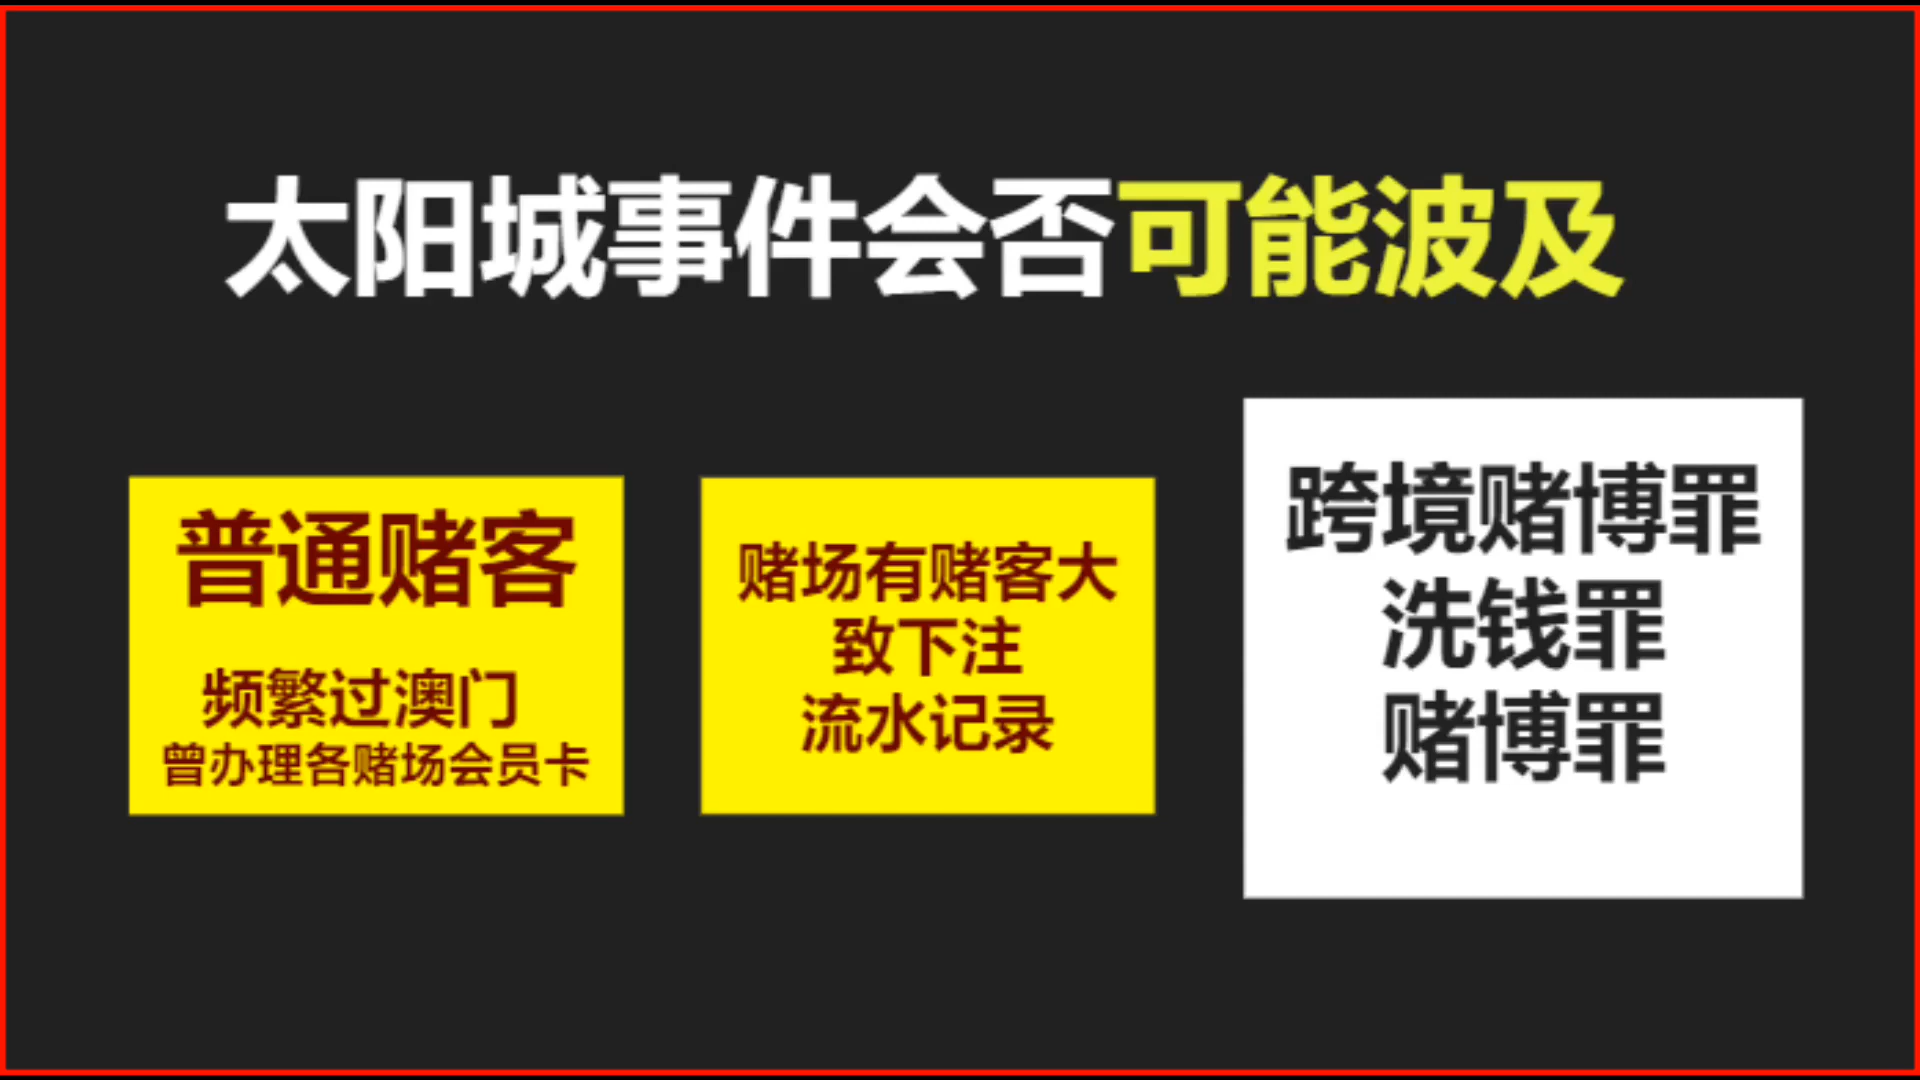 太阳城事件会否可能波及
普通赌客
频繁过澳门
曾办理各赌场会员卡
赌场有赌客大
致下注
流水记录
跨境赌博罪
洗钱罪
赌博罪